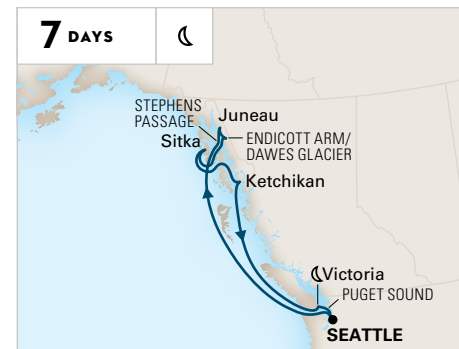 7 DAYS
STEPHENS
PASSAGE
Juneau
Sitka
ENDICOTT ARM/
DAWES GLACIER
Ketchikan
Victoria
PUGET SOUND
SEATTLE